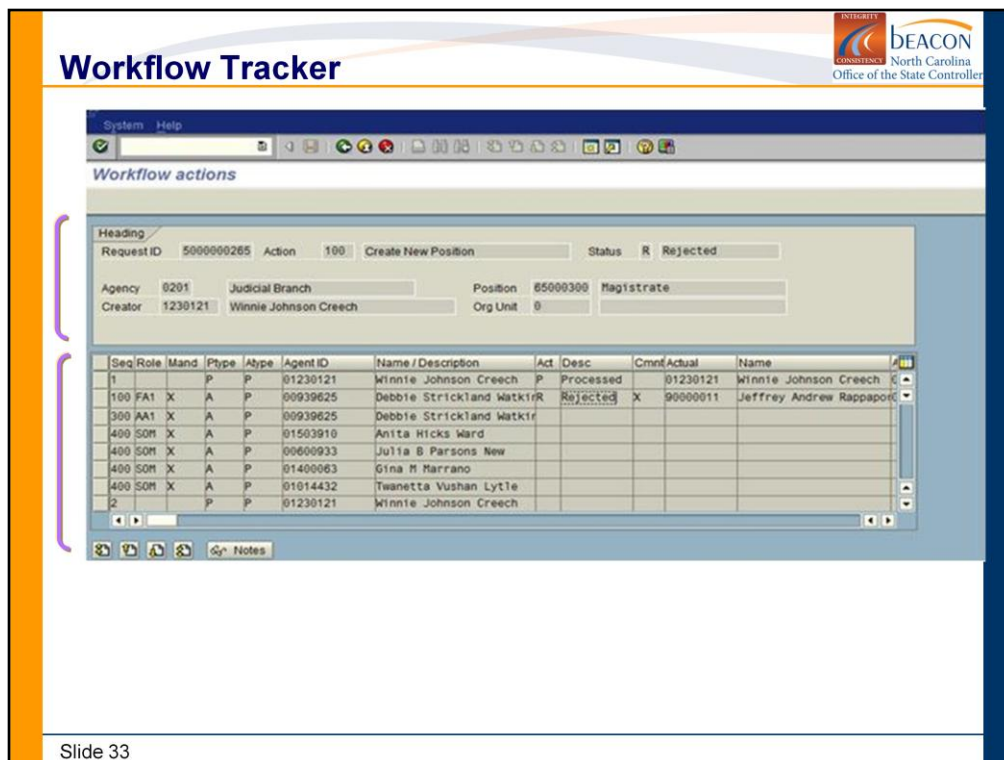 Workflow Tracker
INTEGRITY
CONSISTENCY
bEACON
North Carolina
Office of the State Controller
System Help
Workflow actions
Heading
Request ID 5000000265 Action 100 Create New Position Status R Rejected
Agency 0201 Judicial Branch Position 65000300 Magistrate
Creator 1230121 Winnie Johnson Creech Org Unit 0
Seq Role Mand Ptype Atype Agent ID Name / Description Act Desc Cmnt Actual Name
1 P P 01230121 Winnie Johnson Creech P Processed 01230121 Winnie Johnson Creech
100 FA1 X A P 00939625 Debbie Strickland Watkir R Rejected X 90000011 Jeffrey Andrew Rappapor
300 AA1 X A P 00939625 Debbie Strickland Watkir
400 SOM X A P 01503910 Anita Hicks Ward
400 SOM X A P 00600933 Julia B Parsons New
400 SOM X A P 01400063 Gina M Marrano
400 SOM X A P 01014432 Twanetta Vushan Lytle
2 P P 01230121 Winnie Johnson Creech
Notes
Slide 33